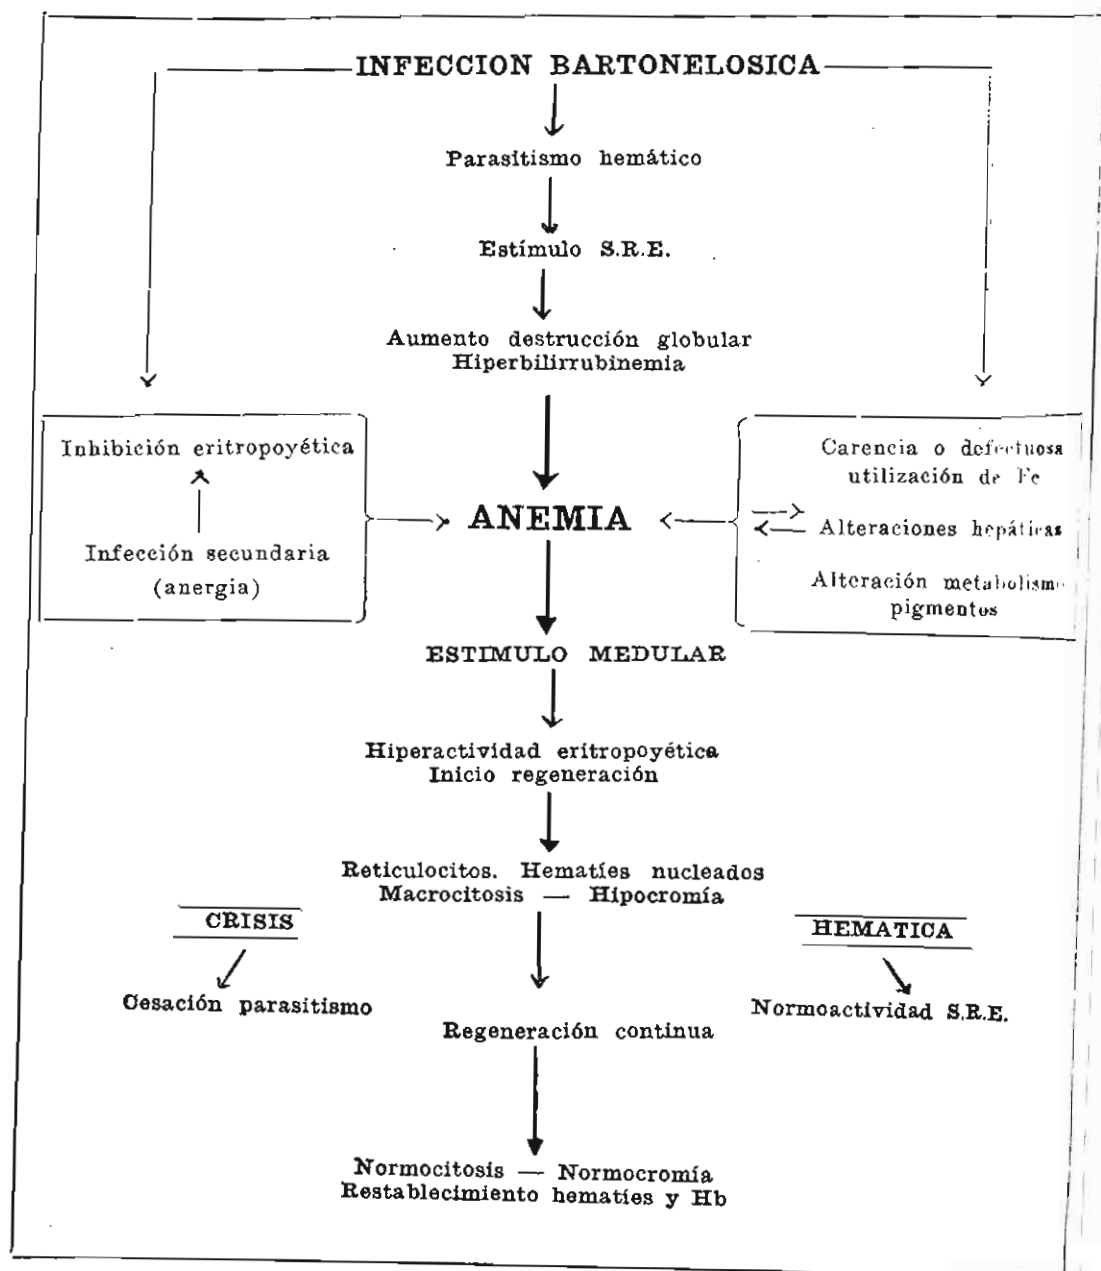 INFECCION BARTONELOSICA
Parasitismo hemático
Estímulo S.R.E.
Aumento destrucción globular
Hiperbilirrubinemia
Inhibición eritropoyética
Infección secundaria
(anergia)
ANEMIA
Carencia o defectuosa
utilización de Fe
Alteraciones hepáticas
Alteración metabolismo
pigmentos
ESTIMULO MEDULAR
Hiperactividad eritropoyética
Inicio regeneración
Reticulocitos. Hematíes nucleados
Macrocitosis — Hipocromía
CRISIS
HEMATICA
Cesación parasitismo
Normoactividad S.R.E.
Regeneración continua
Normocitosis — Normocromía
Restablecimiento hematíes y Hb